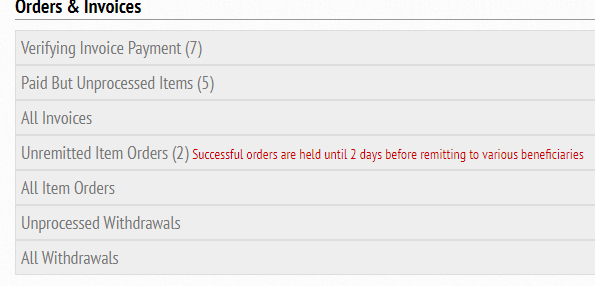 Orders & Invoices
Verifying Invoice Payment (7)
Paid But Unprocessed Items (5)
All Invoices
Unremitted Item Orders (2) Successful orders are held until 2 days before remitting to various beneficiaries
All Item Orders
Unprocessed Withdrawals
All Withdrawals